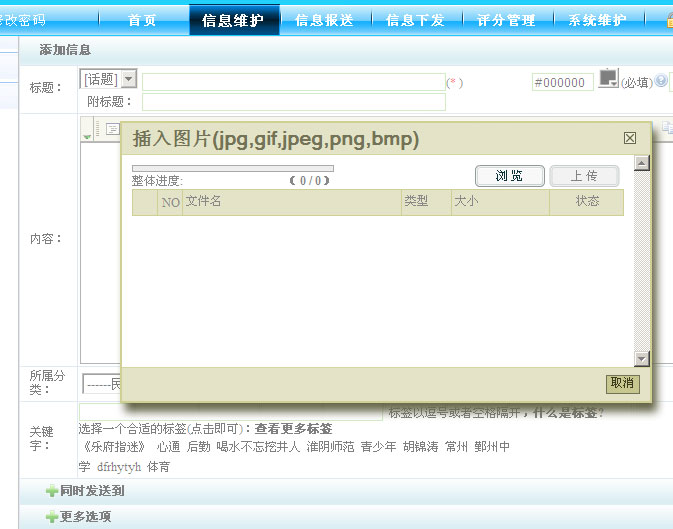 修改密码 首页 信息维护 信息报送 信息下发 评分管理 系统维护
添加信息
标题： [话题] (* ) #000000 (必填)
附标题：
插入图片(jpg,gif,jpeg,png,bmp)
整体进度: ( 0 / 0 ) 浏 览 上 传
NO 文件名 类型 大小 状态
内容：
取消
所属分类： ------民
标签以逗号或者空格隔开，什么是标签?
关键字：
选择一个合适的标签(点击即可)：查看更多标签
《乐府指迷》 心通 后勤 喝水不忘挖井人 淮阴师范 青少年 胡锦涛 常州 鄞州中
学 dfrhytyh 体育
同时发送到
更多选项